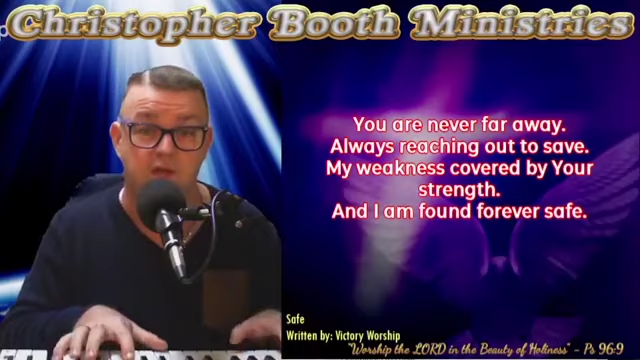 Christopher Booth Ministries
You are never far away.
Always reaching out to save.
My weakness covered by Your
strength.
And I am found forever safe.
Safe
Written by: Victory Worship
"Worship the LORD in the Beauty of Holiness" - Ps 96:9